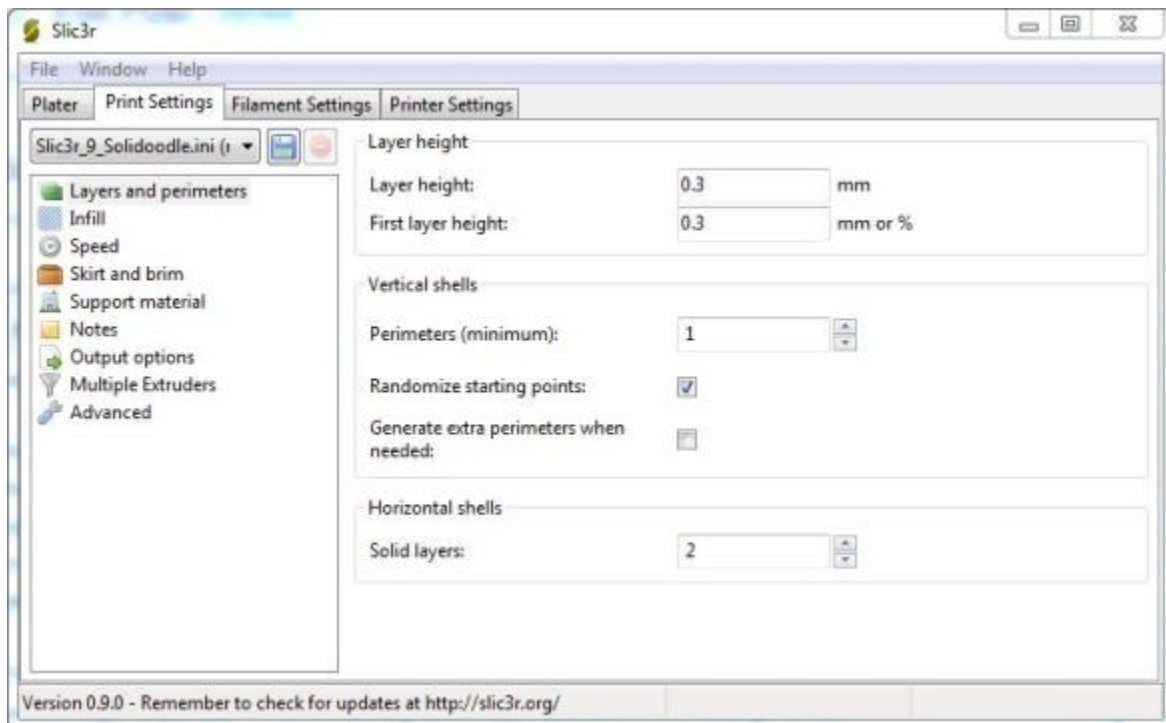 Slic3r
File Window Help
Plater Print Settings Filament Settings Printer Settings
Slic3r_9_Solidoodle.ini (r
Layers and perimeters
Infill
Speed
Skirt and brim
Support material
Notes
Output options
Multiple Extruders
Advanced
Layer height
Layer height: 0.3 mm
First layer height: 0.3 mm or %
Vertical shells
Perimeters (minimum): 1
Randomize starting points:
Generate extra perimeters when
needed:
Horizontal shells
Solid layers: 2
Version 0.9.0 - Remember to check for updates at http://slic3r.org/